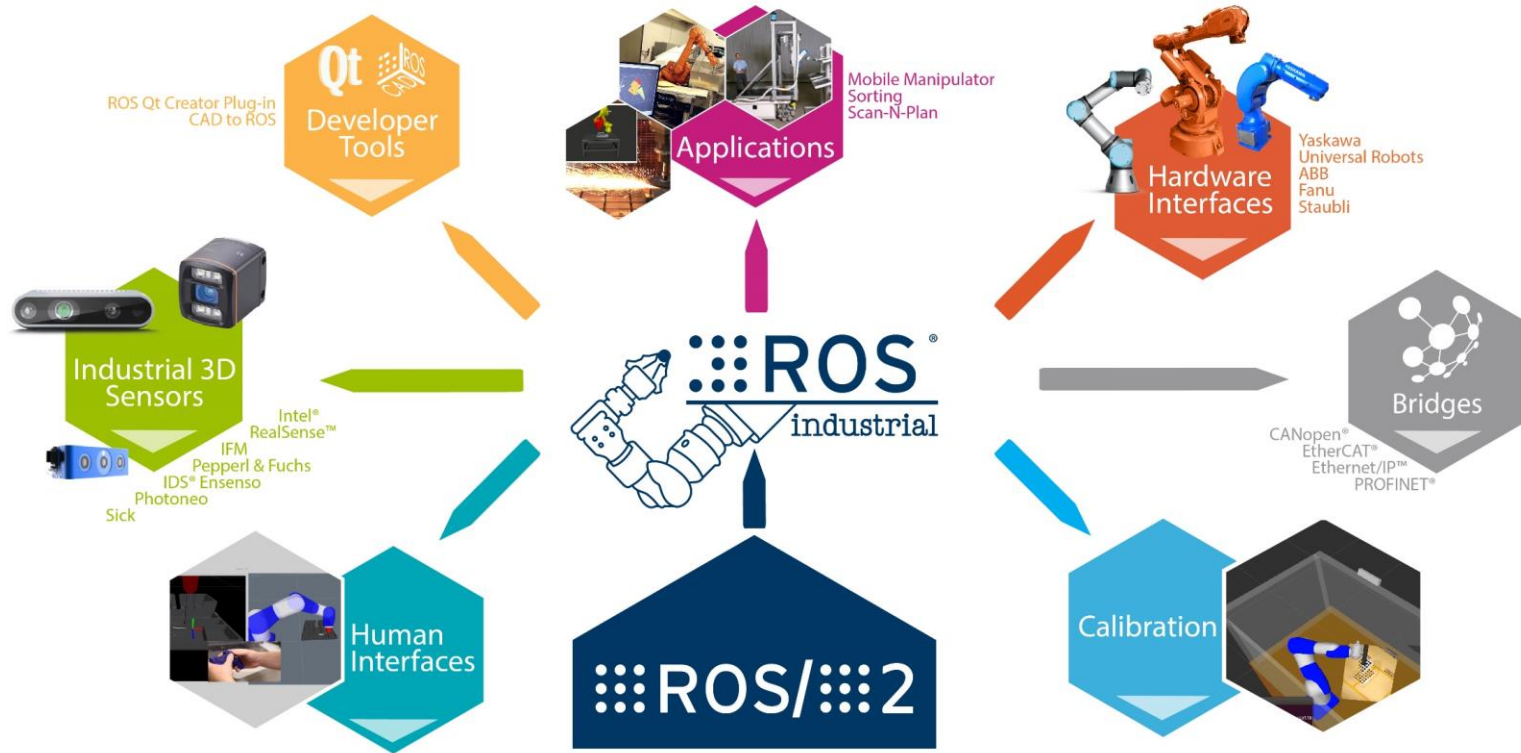 Qt
ROS
CAD
Developer
Tools
ROS Qt Creator Plug-in
CAD to ROS
Applications
Mobile Manipulator
Sorting
Scan-N-Plan
Hardware
Interfaces
Yaskawa
Universal Robots
ABB
Fanu
Staubli
Industrial 3D
Sensors
Intel®
RealSense™
IFM
Pepperl & Fuchs
IDS® Ensenso
Photoneo
Sick
ROS®
industrial
Bridges
CANopen®
EtherCAT®
Ethernet/IP™
PROFINET®
Human
Interfaces
ROS/2
Calibration